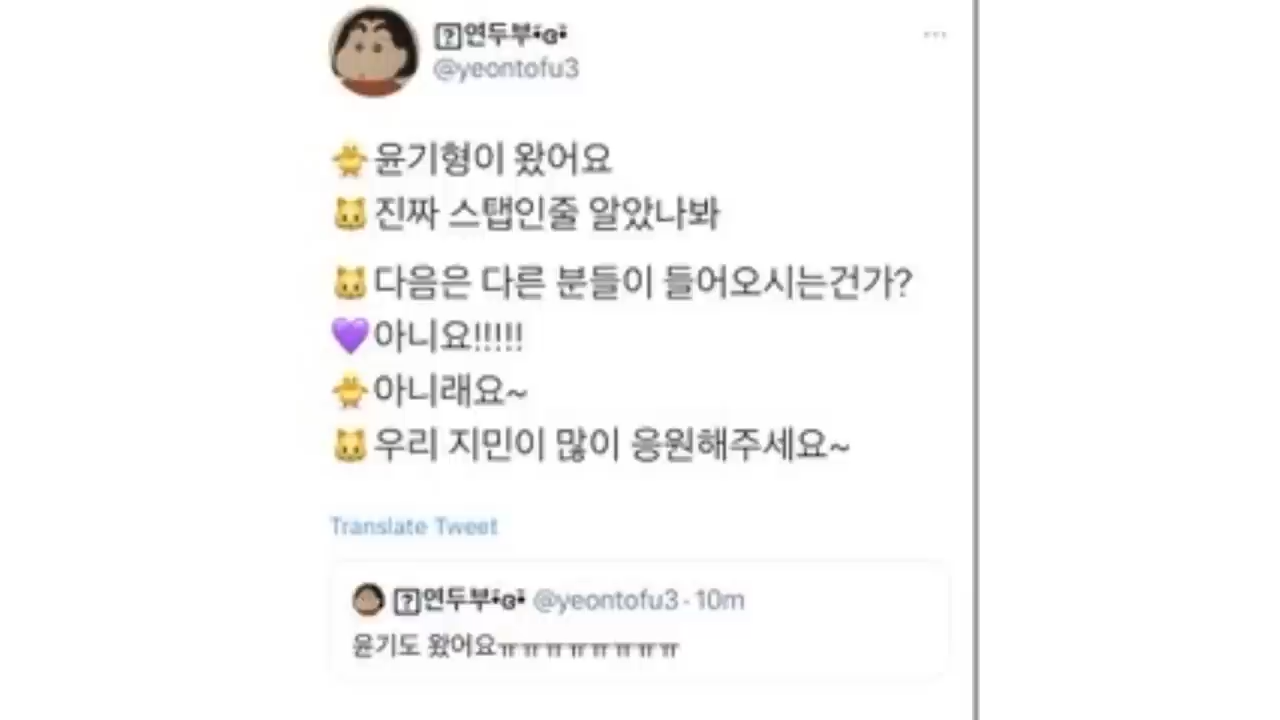 연두부•ɞ•
@yeontofu3
🐥윤기형이 왔어요
🐱진짜 스탭인줄 알았나봐
🐱다음은 다른 분들이 들어오시는건가?
💜아니요!!!!!
🐥아니래요~
🐱우리 지민이 많이 응원해주세요~
Translate Tweet
연두부•ɞ• @yeontofu3 · 10m
윤기도 왔어요ㅠㅠㅠㅠㅠㅠㅠㅠ